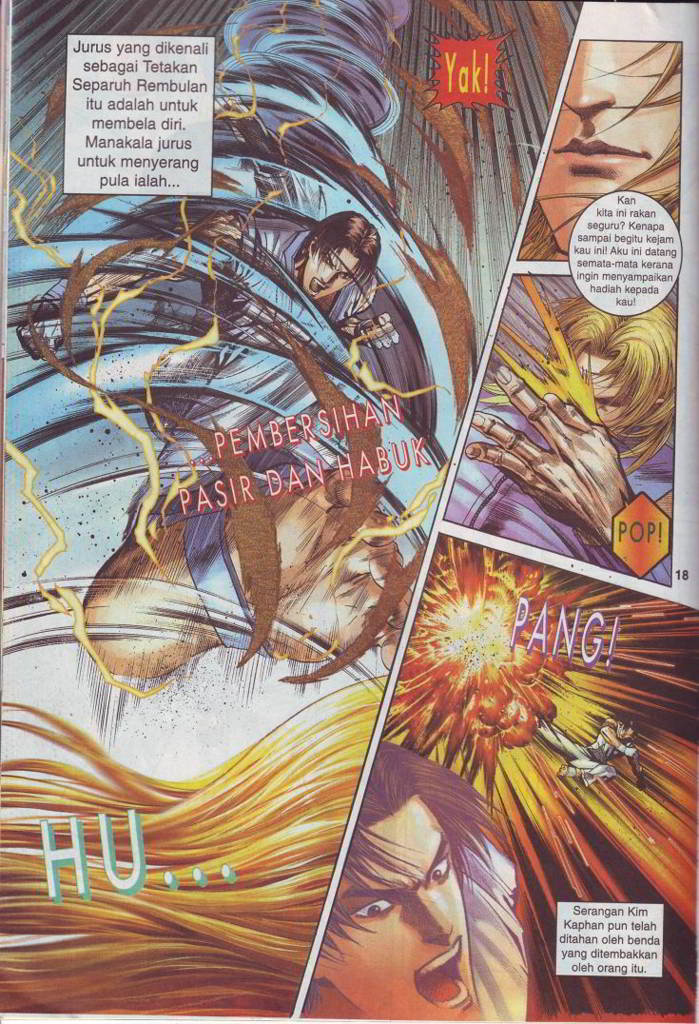 Jurus yang dikenali
sebagai Tetakan
Separuh Rembulan
itu adalah untuk
membela diri.
Manakala jurus
untuk menyerang
pula ialah...
Yak!
...PEMBERSIHAN
PASIR DAN HABUK
HU...
Kan
kita ini rakan
seguru? Kenapa
sampai begitu kejam
kau ini! Aku ini datang
semata-mata kerana
ingin menyampaikan
hadiah kepada
kau!
POP!
18
PANG!
Serangan Kim
Kaphan pun telah
ditahan oleh benda
yang ditembakkan
oleh orang itu.